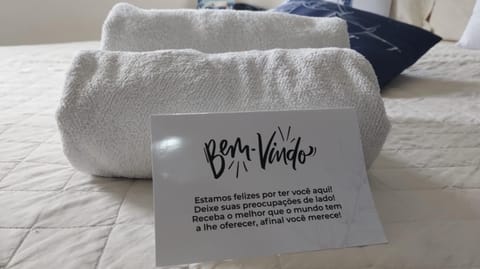 Bem-Vindo
Estamos felizes por ter você aqui!
Deixe suas preocupações de lado!
Receba o melhor que o mundo tem
a lhe oferecer, afinal você merece!